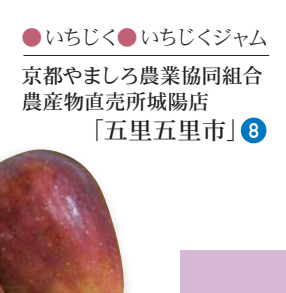 ●いちじく●いちじくジャム
京都やましろ農業協同組合
農産物直売所城陽店
「五里五里市」8